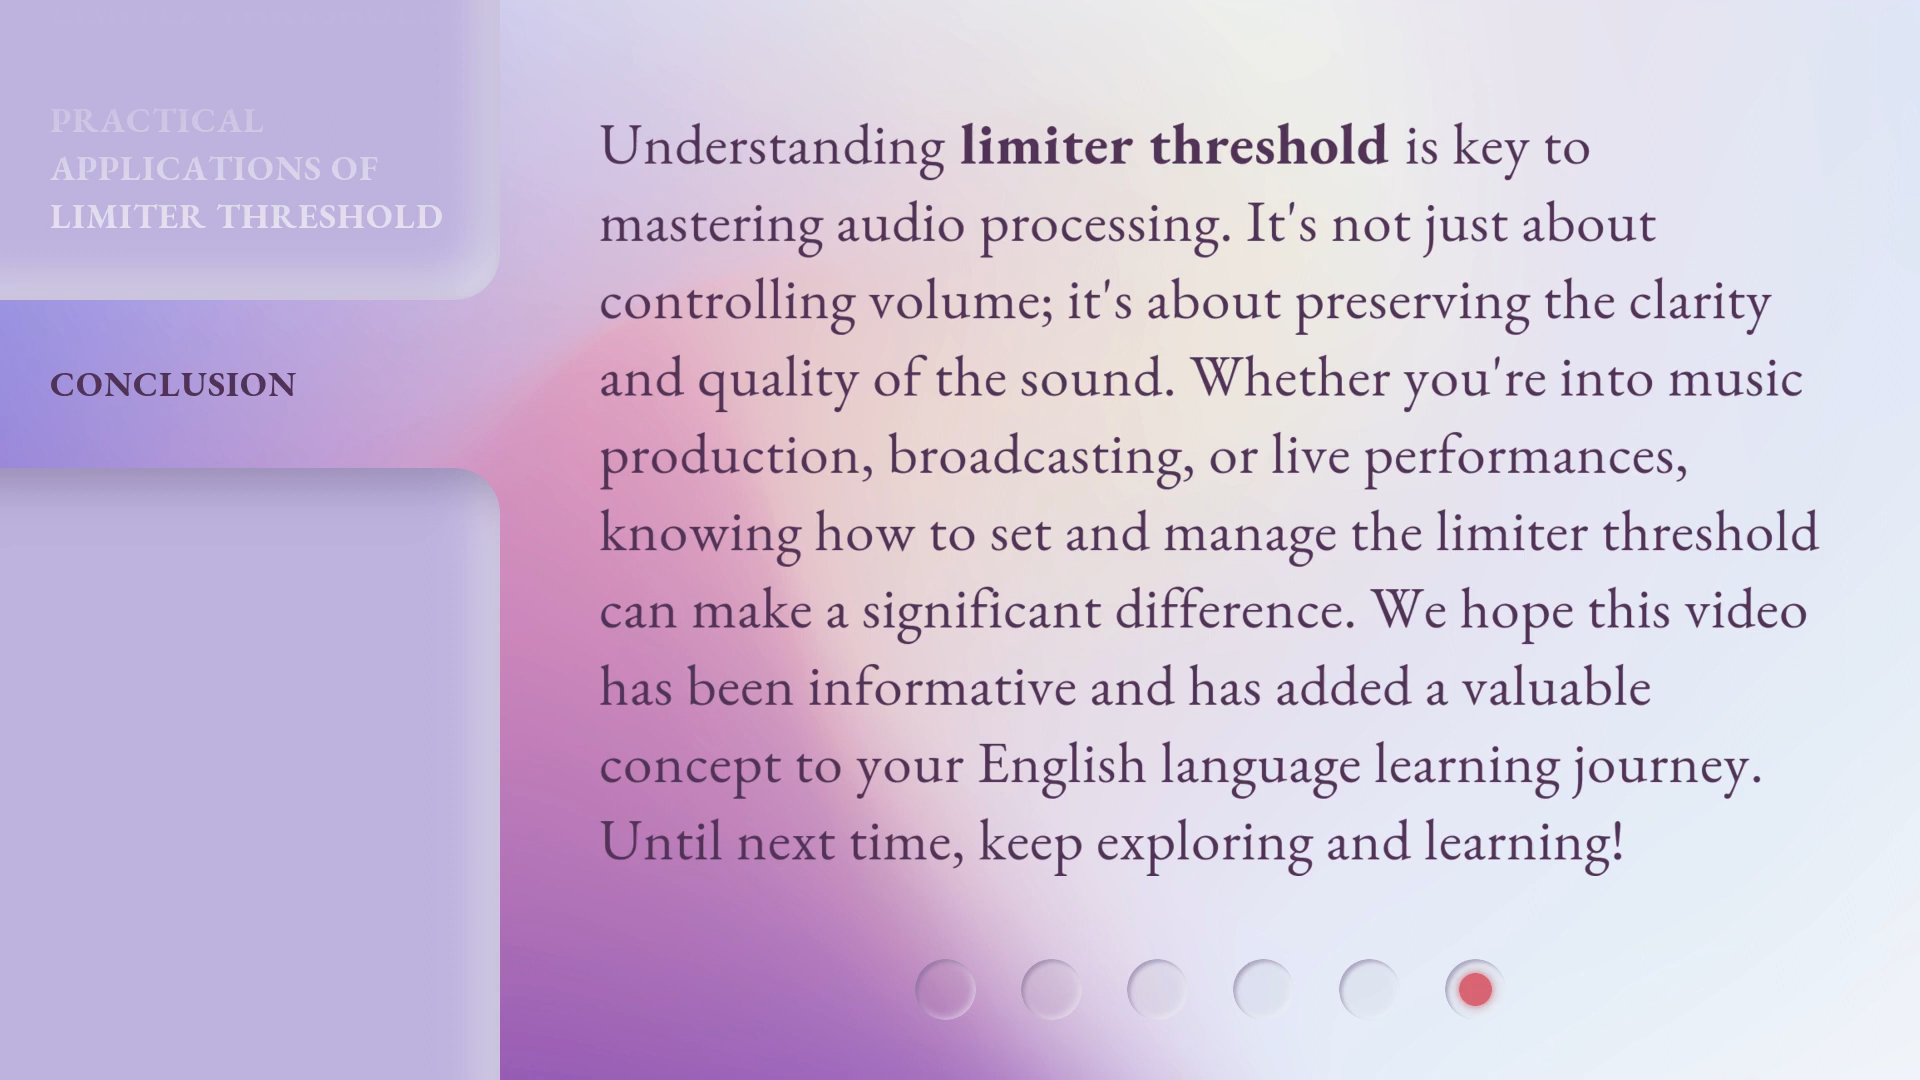 PRACTICAL
APPLICATIONS OF
LIMITER THRESHOLD
CONCLUSION
Understanding limiter threshold is key to
mastering audio processing. It's not just about
controlling volume; it's about preserving the clarity
and quality of the sound. Whether you're into music
production, broadcasting, or live performances,
knowing how to set and manage the limiter threshold
can make a significant difference. We hope this video
has been informative and has added a valuable
concept to your English language learning journey.
Until next time, keep exploring and learning!